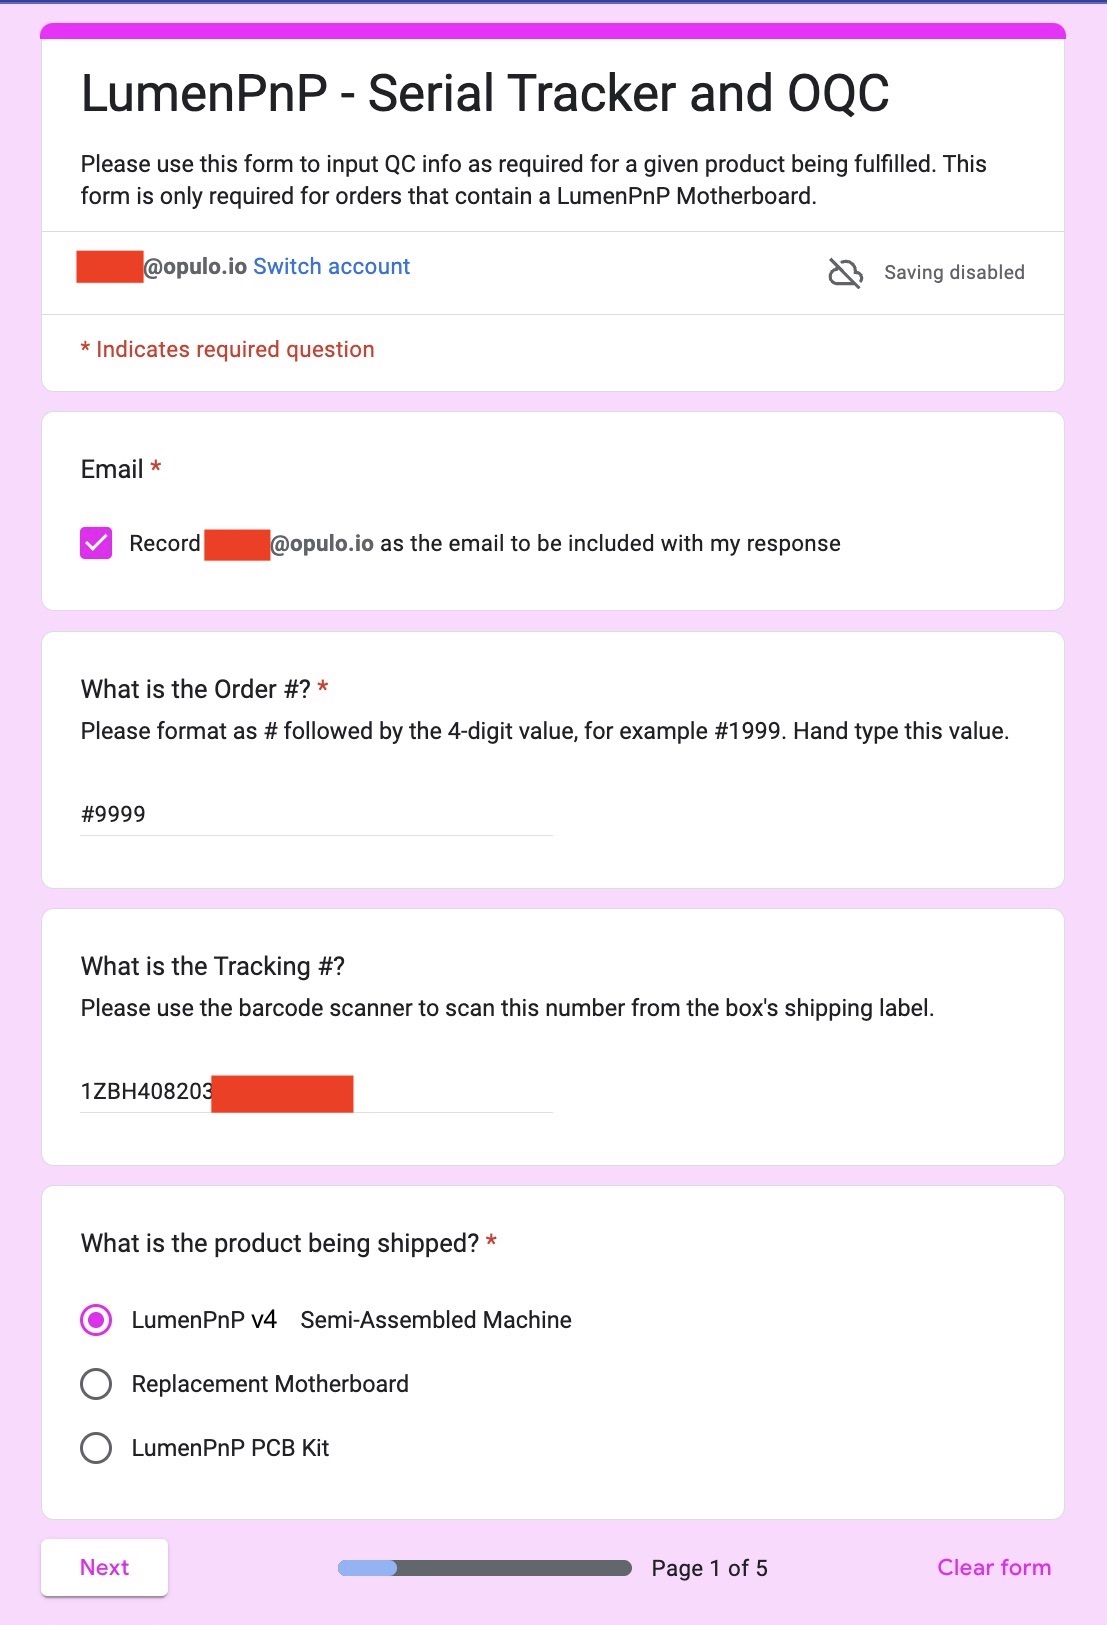 LumenPnP - Serial Tracker and OQC
Please use this form to input QC info as required for a given product being fulfilled. This
form is only required for orders that contain a LumenPnP Motherboard.
@opulo.io Switch account
Saving disabled
* Indicates required question
Email *
Record @opulo.io as the email to be included with my response
What is the Order #? *
Please format as # followed by the 4-digit value, for example #1999. Hand type this value.
#9999
What is the Tracking #?
Please use the barcode scanner to scan this number from the box's shipping label.
1ZBH408203
What is the product being shipped? *
LumenPnP v4 Semi-Assembled Machine
Replacement Motherboard
LumenPnP PCB Kit
Next
Page 1 of 5
Clear form